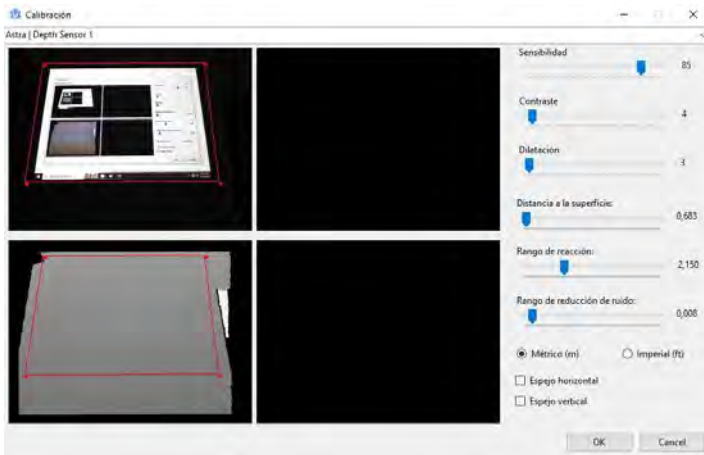 Calibración
Astra | Depth Sensor 1
Sensibilidad
85
Contraste
4
Dilatación
3
Distancia a la superficie:
0,683
Rango de reacción:
2,150
Rango de reducción de ruido:
0,008
Métrico (m)
Imperial (ft)
Espejo horizontal
Espejo vertical
OK
Cancel